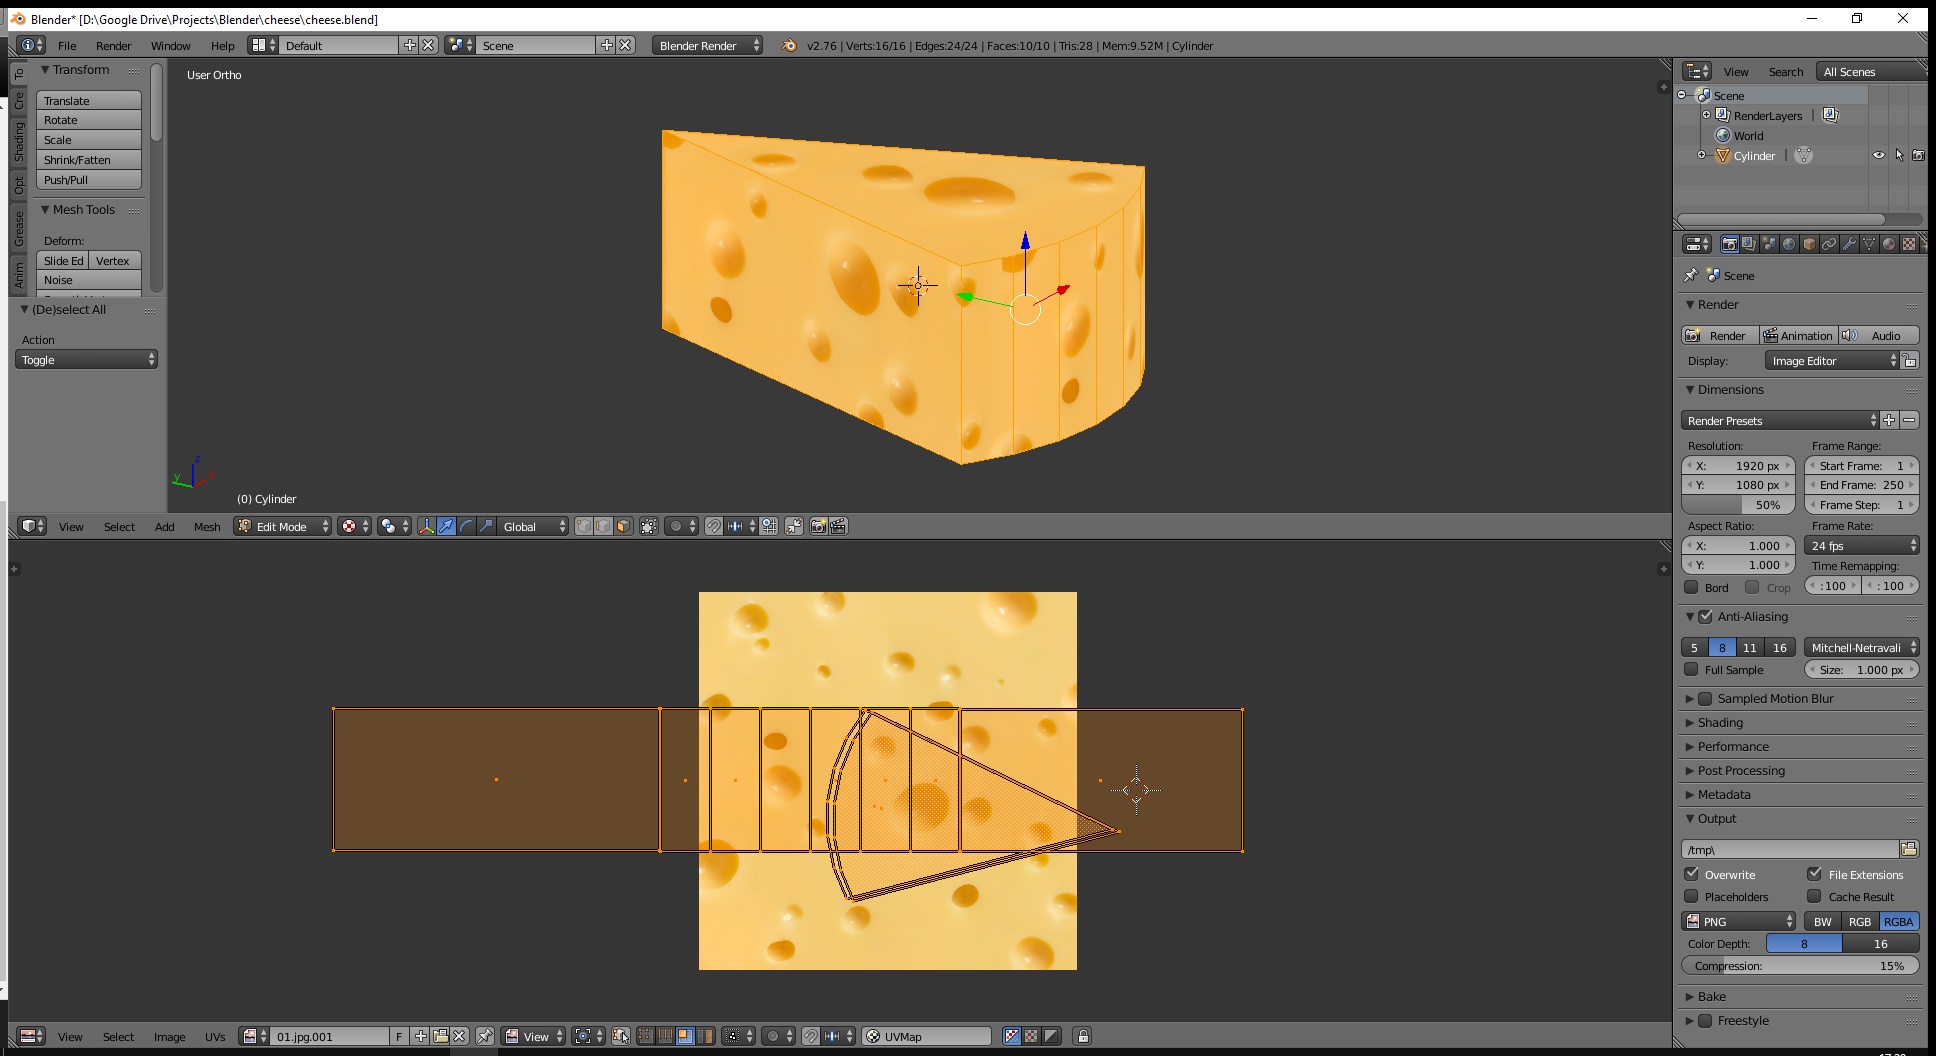 Blender* [D:\Google Drive\Projects\Blender\cheese\cheese.blend]
File Render Window Help Default Scene Blender Render v2.76 | Verts:16/16 | Edges:24/24 | Faces:10/10 | Tris:28 | Mem:9.52M | Cylinder
To
Cre
Shading
Opt
Grease
Anim
Transform
Translate
Rotate
Scale
Shrink/Fatten
Push/Pull
Mesh Tools
Deform:
Slide Ed Vertex
Noise
(De)select All
Action
Toggle
User Ortho
z
y
(0) Cylinder
View Select Add Mesh Edit Mode Global
View Select Image UVs 01.jpg.001 F View UVMap
View Search All Scenes
Scene
RenderLayers |
World
Cylinder |
Scene
Render
Render Animation Audio
Display: Image Editor
Dimensions
Render Presets
Resolution: Frame Range:
X: 1920 px Start Frame: 1
Y: 1080 px End Frame: 250
50% Frame Step: 1
Aspect Ratio: Frame Rate:
X: 1.000 24 fps
Y: 1.000 Time Remapping:
Bord Crop :100 :100
Anti-Aliasing
5 8 11 16 Mitchell-Netravali
Full Sample Size: 1.000 px
Sampled Motion Blur
Shading
Performance
Post Processing
Metadata
Output
/tmp\
Overwrite File Extensions
Placeholders Cache Result
PNG BW RGB RGBA
Color Depth: 8 16
Compression: 15%
Bake
Freestyle